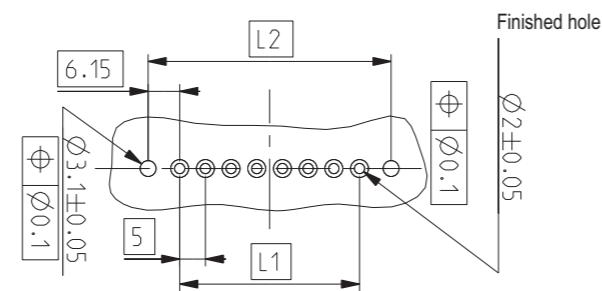 Finished hole
L2
6.15
⌖ ⌀0.1
⌀3.1±0.05
⌖ ⌀0.1
⌀2±0.05
5
L1